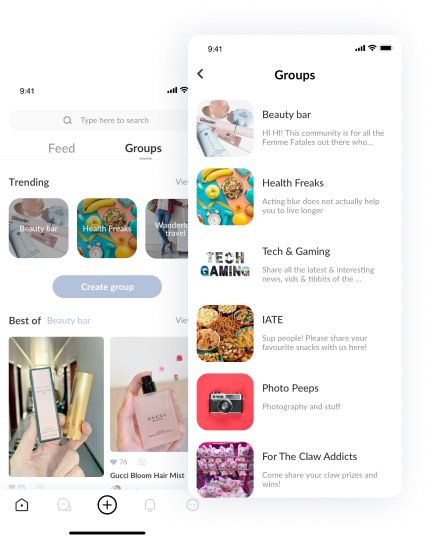 9:41
Type here to search
Feed
Groups
Trending
Beauty bar
Health Freaks
travel
Create group
Best of Beauty bar
GUCCI
76
Gucci Bloom Hair Mist
9:41
Groups
Beauty bar
HI HI! This community is for all the
Femme Fatales out there who...
Health Freaks
Acting blur does not actually help
you to live longer
Tech & Gaming
TECH
GAMING
Share all the latest & interesting
news, vids & tibbits of the ...
IATE
Sup people! Please share your
favourite snacks with us here!
Photo Peeps
Photography and stuff
For The Claw Addicts
Come share your claw prizes and
wins!